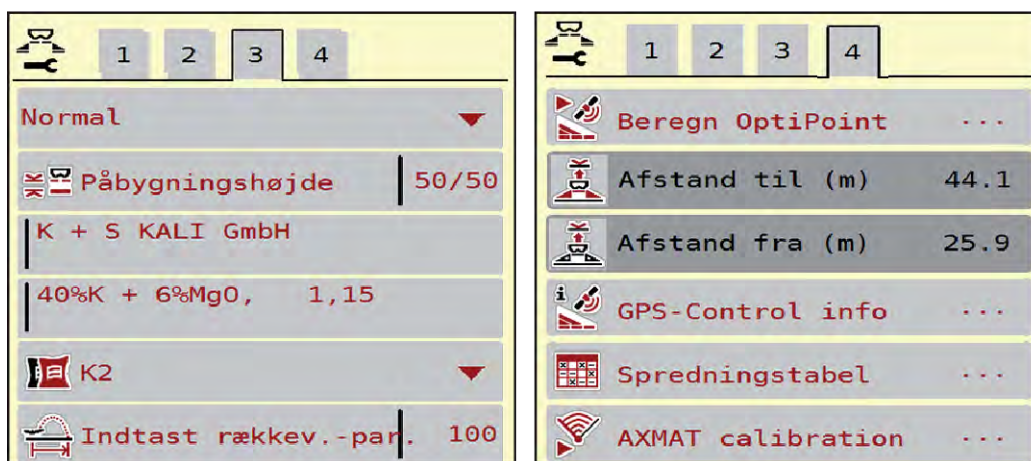 1 2 3 4
Normal
Påbygningshøjde 50/50
K + S KALI GmbH
40%K + 6%MgO, 1,15
K2
Indtast rækkev.-par. 100
1 2 3 4
Beregn OptiPoint ...
Afstand til (m) 44.1
Afstand fra (m) 25.9
i
GPS-Control info ...
Spredningstabel ...
AXMAT calibration ...